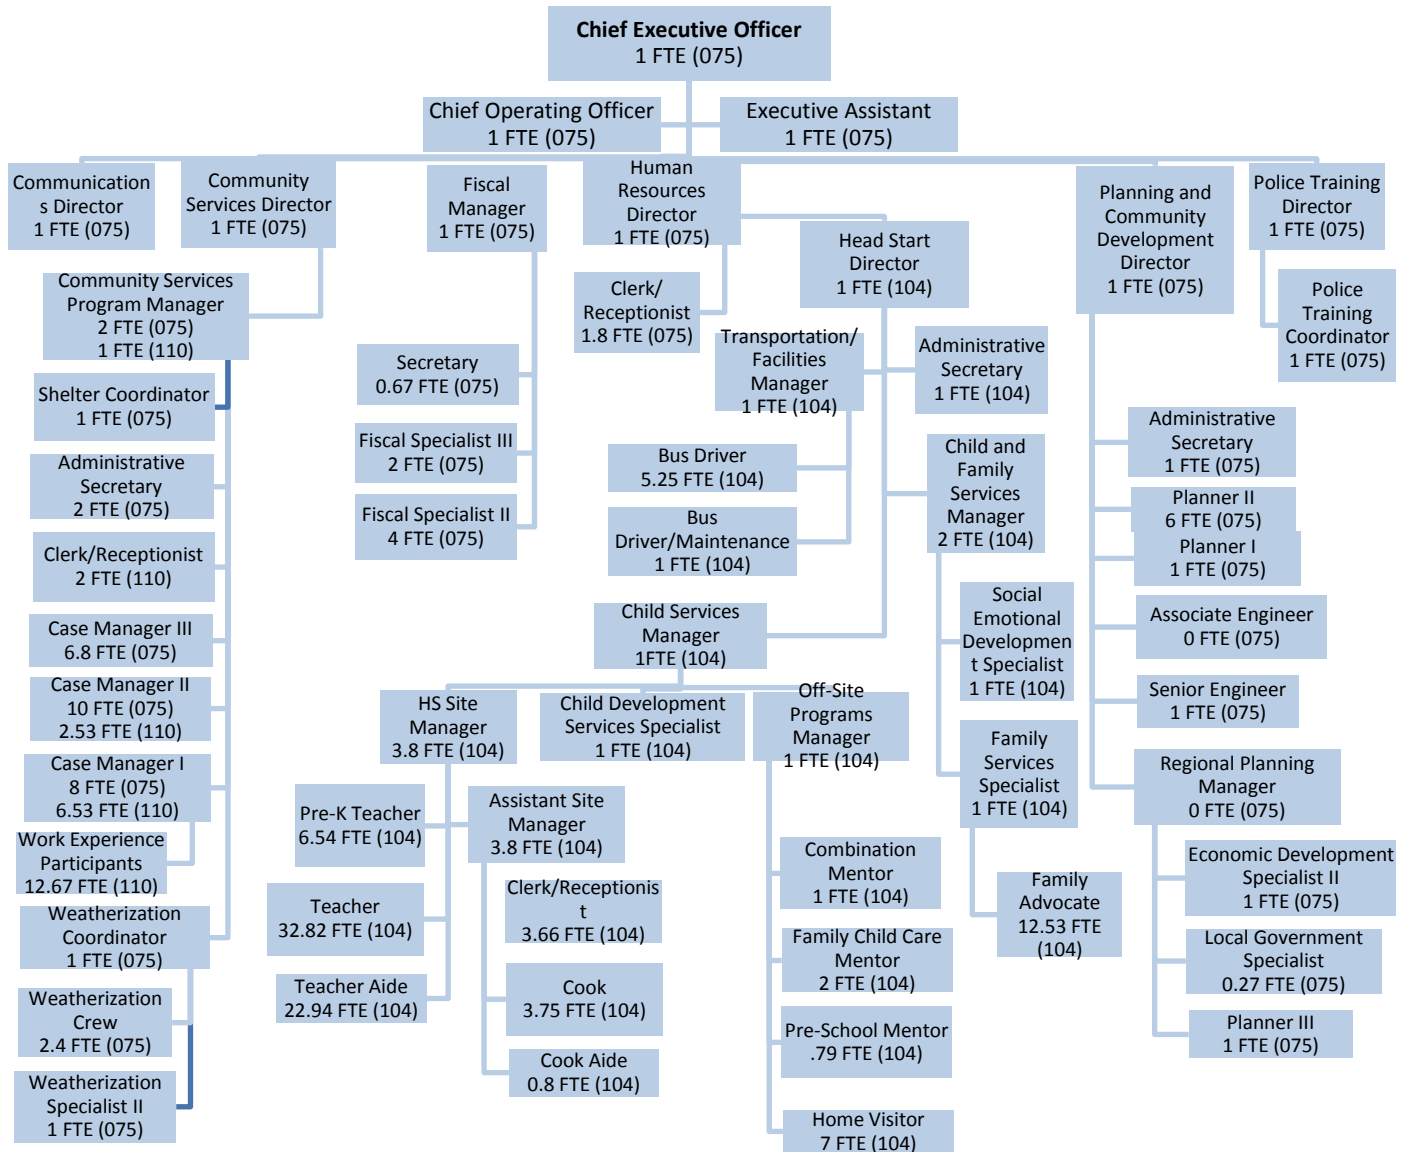 Chief Executive Officer
1 FTE (075)
Chief Operating Officer
1 FTE (075)
Executive Assistant
1 FTE (075)
Communication
s Director
1 FTE (075)
Community
Services Director
1 FTE (075)
Fiscal
Manager
1 FTE (075)
Human
Resources
Director
1 FTE (075)
Planning and
Community
Development
Director
1 FTE (075)
Police Training
Director
1 FTE (075)
Community Services
Program Manager
2 FTE (075)
1 FTE (110)
Shelter Coordinator
1 FTE (075)
Administrative
Secretary
2 FTE (075)
Clerk/Receptionist
2 FTE (110)
Case Manager III
6.8 FTE (075)
Case Manager II
10 FTE (075)
2.53 FTE (110)
Case Manager I
8 FTE (075)
6.53 FTE (110)
Work Experience
Participants
12.67 FTE (110)
Weatherization
Coordinator
1 FTE (075)
Weatherization
Crew
2.4 FTE (075)
Weatherization
Specialist II
1 FTE (075)
Secretary
0.67 FTE (075)
Fiscal Specialist III
2 FTE (075)
Fiscal Specialist II
4 FTE (075)
Clerk/
Receptionist
1.8 FTE (075)
Head Start
Director
1 FTE (104)
Transportation/
Facilities
Manager
1 FTE (104)
Administrative
Secretary
1 FTE (104)
Bus Driver
5.25 FTE (104)
Bus
Driver/Maintenance
1 FTE (104)
Child and
Family
Services
Manager
2 FTE (104)
Social
Emotional
Developmen
t Specialist
1 FTE (104)
Family
Services
Specialist
1 FTE (104)
Family
Advocate
12.53 FTE
(104)
Child Services
Manager
1FTE (104)
HS Site
Manager
3.8 FTE (104)
Child Development
Services Specialist
1 FTE (104)
Off-Site
Programs
Manager
1 FTE (104)
Pre-K Teacher
6.54 FTE (104)
Assistant Site
Manager
3.8 FTE (104)
Teacher
32.82 FTE (104)
Teacher Aide
22.94 FTE (104)
Clerk/Receptionis
t
3.66 FTE (104)
Cook
3.75 FTE (104)
Cook Aide
0.8 FTE (104)
Combination
Mentor
1 FTE (104)
Family Child Care
Mentor
2 FTE (104)
Pre-School Mentor
.79 FTE (104)
Home Visitor
7 FTE (104)
Police
Training
Coordinator
1 FTE (075)
Administrative
Secretary
1 FTE (075)
Planner II
6 FTE (075)
Planner I
1 FTE (075)
Associate Engineer
0 FTE (075)
Senior Engineer
1 FTE (075)
Regional Planning
Manager
0 FTE (075)
Economic Development
Specialist II
1 FTE (075)
Local Government
Specialist
0.27 FTE (075)
Planner III
1 FTE (075)